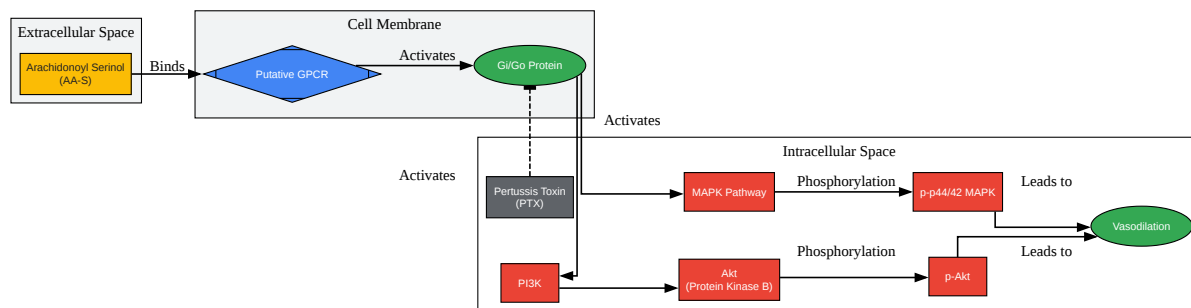 Extracellular Space
Arachidonoyl Serinol
(AA-S)
Binds
Cell Membrane
Putative GPCR
Activates
Gi/Go Protein
Activates
Activates
Intracellular Space
Pertussis Toxin
(PTX)
MAPK Pathway
Phosphorylation
p-p44/42 MAPK
Leads to
Vasodilation
PI3K
Akt
(Protein Kinase B)
Phosphorylation
p-Akt
Leads to